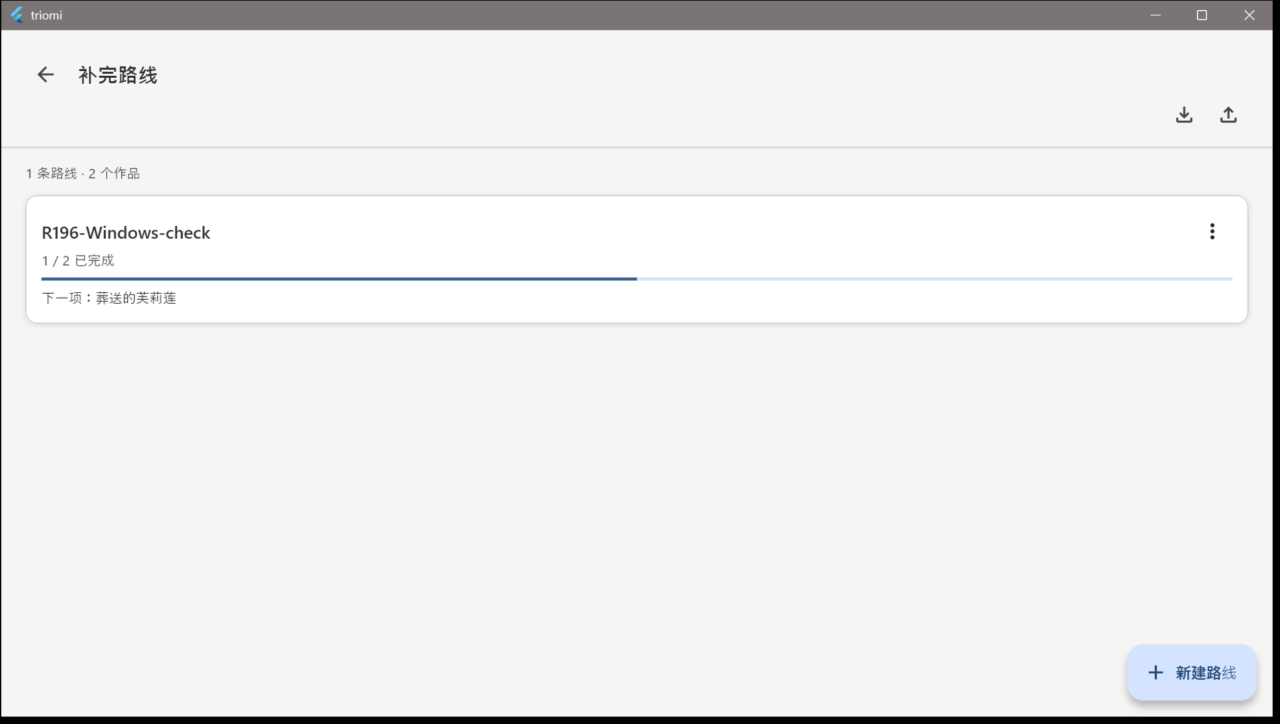 triomi
补完路线
1 条路线 · 2 个作品
R196-Windows-check
1 / 2 已完成
下一项：葬送的芙莉莲
新建路线